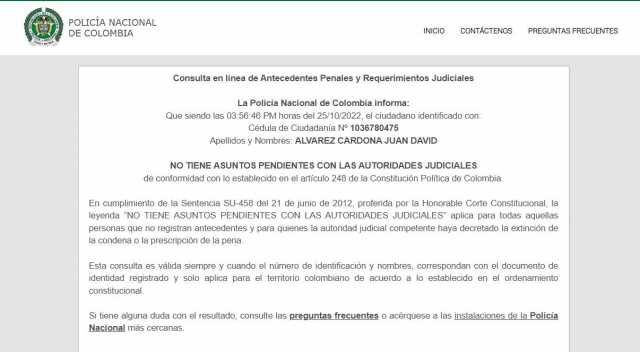 POLICÍA NACIONAL
DE COLOMBIA
INICIO CONTÁCTENOS PREGUNTAS FRECUENTES
Consulta en línea de Antecedentes Penales y Requerimientos Judiciales
La Policía Nacional de Colombia informa:
Que siendo las 03:56:46 PM horas del 25/10/2022, el ciudadano identificado con:
Cédula de Ciudadanía Nº 1036780475
Apellidos y Nombres: ALVAREZ CARDONA JUAN DAVID
NO TIENE ASUNTOS PENDIENTES CON LAS AUTORIDADES JUDICIALES
de conformidad con lo establecido en el artículo 248 de la Constitución Política de Colombia.
En cumplimiento de la Sentencia SU-458 del 21 de junio de 2012, proferida por la Honorable Corte Constitucional, la
leyenda "NO TIENE ASUNTOS PENDIENTES CON LAS AUTORIDADES JUDICIALES" aplica para todas aquellas
personas que no registran antecedentes y para quienes la autoridad judicial competente haya decretado la extinción de
la condena o la prescripción de la pena.
Esta consulta es válida siempre y cuando el número de identificación y nombres, correspondan con el documento de
identidad registrado y solo aplica para el territorio colombiano de acuerdo a lo establecido en el ordenamiento
constitucional.
Si tiene alguna duda con el resultado, consulte las preguntas frecuentes o acérquese a las instalaciones de la Policía
Nacional más cercanas.